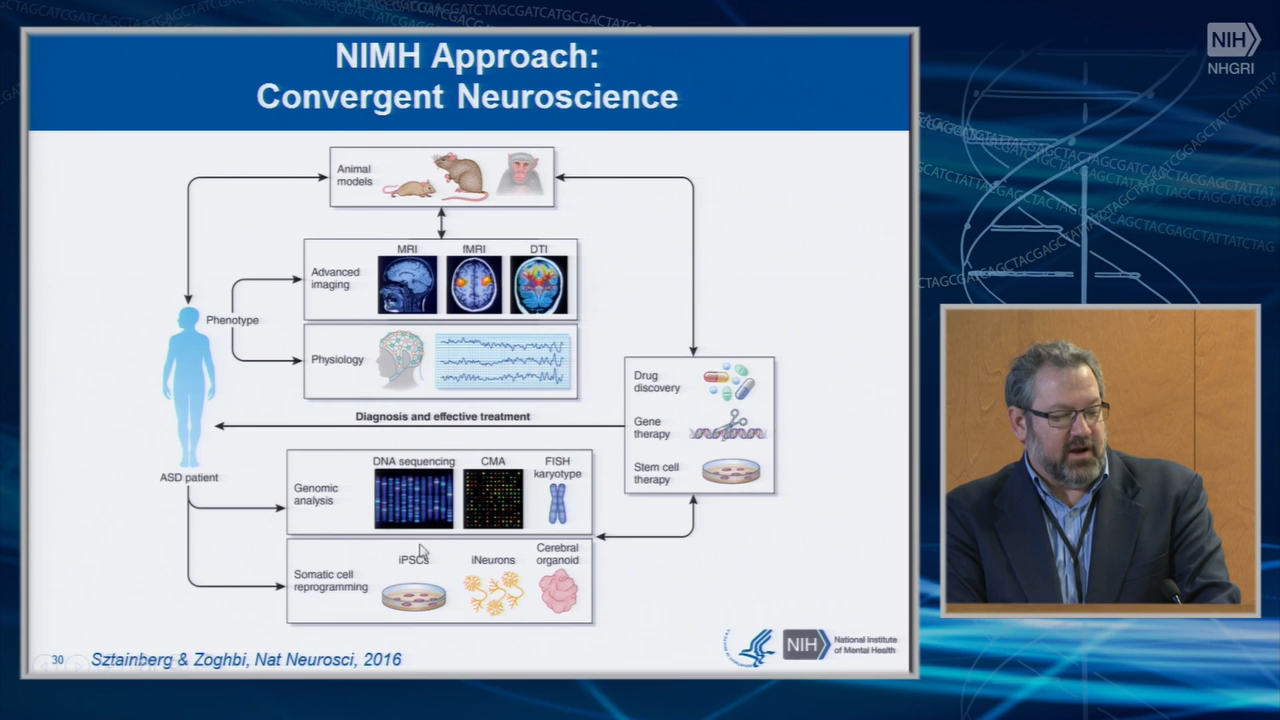 NIMH Approach:
Convergent Neuroscience
Animal
models
MRI
fMRI
DTI
Advanced
imaging
Phenotype
Physiology
Drug
discovery
Gene
therapy
Stem cell
therapy
Diagnosis and effective treatment
ASD patient
DNA sequencing
CMA
FISH
karyotype
Genomic
analysis
iPSCs
iNeurons
Cerebral
organoid
Somatic cell
reprogramming
30
Sztainberg & Zoghbi, Nat Neurosci, 2016
NIH
National Institute
of Mental Health
NIH
NHGRI